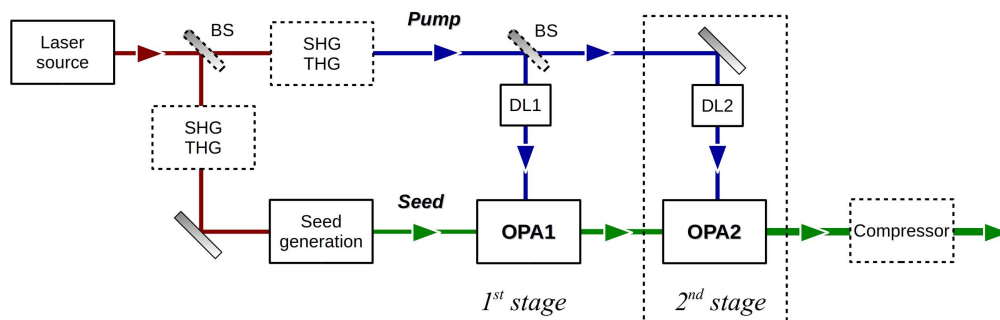 Laser
source
BS
SHG
THG
Pump
BS
DL1
DL2
SHG
THG
Seed
generation
Seed
OPA1
OPA2
Compressor
1st stage
2nd stage